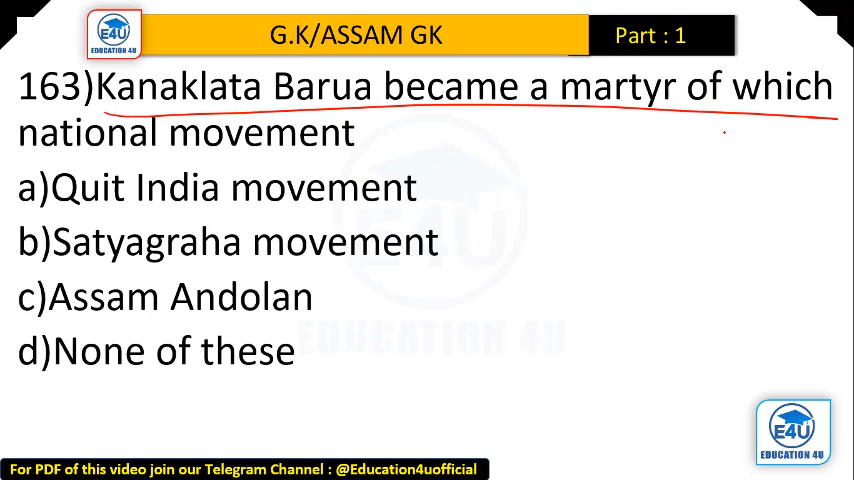 E4U
EDUCATION 4U
G.K/ASSAM GK
Part : 1
163)Kanaklata Barua became a martyr of which
national movement
a)Quit India movement
b)Satyagraha movement
c)Assam Andolan
d)None of these
E4U
EDUCATION 4U
E4U
EDUCATION 4U
For PDF of this video join our Telegram Channel : @Education4uofficial